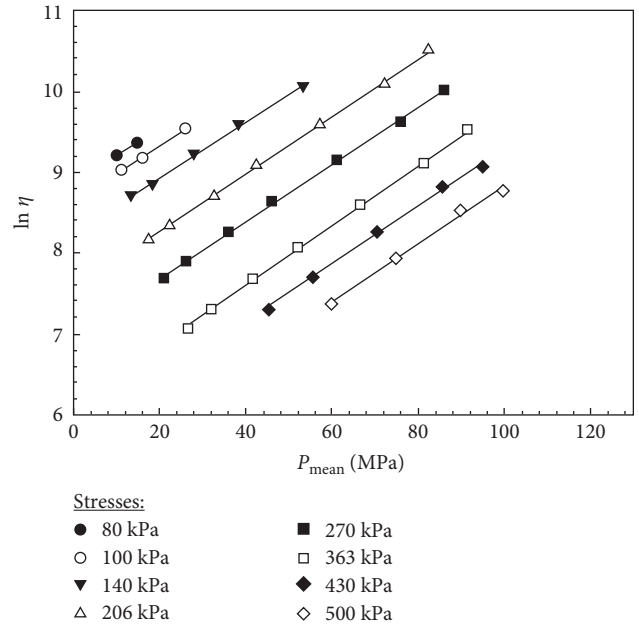 11
10
9
8
7
6
ln η
0 20 40 60 80 100 120
Pmean (MPa)
Stresses:
80 kPa
100 kPa
140 kPa
206 kPa
270 kPa
363 kPa
430 kPa
500 kPa